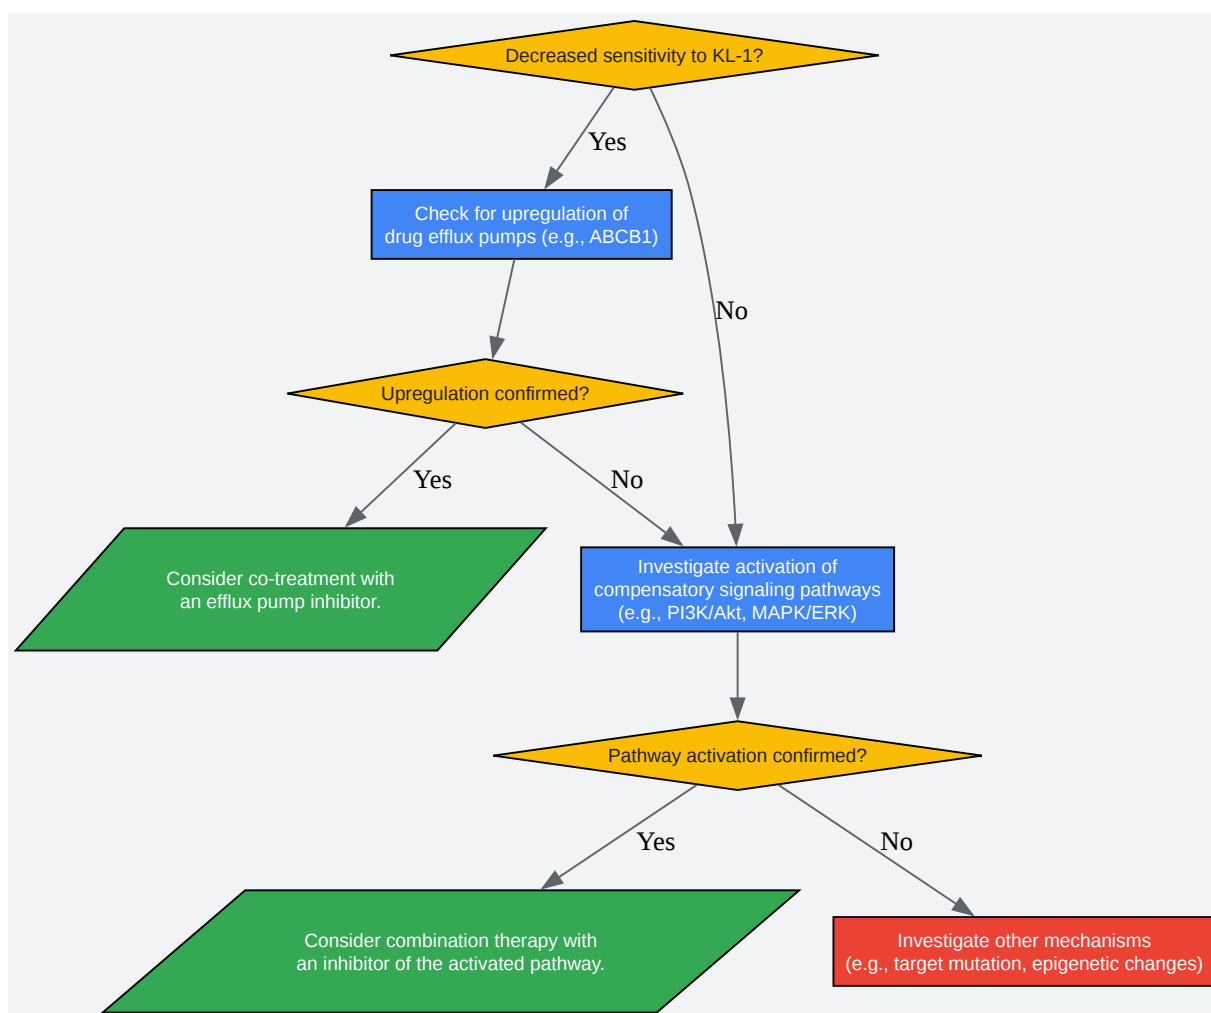 Decreased sensitivity to KL-1?
Yes
Check for upregulation of
drug efflux pumps (e.g., ABCB1)
No
Upregulation confirmed?
Yes
No
Consider co-treatment with
an efflux pump inhibitor.
Investigate activation of
compensatory signaling pathways
(e.g., PI3K/Akt, MAPK/ERK)
Pathway activation confirmed?
Yes
No
Consider combination therapy with
an inhibitor of the activated pathway.
Investigate other mechanisms
(e.g., target mutation, epigenetic changes)